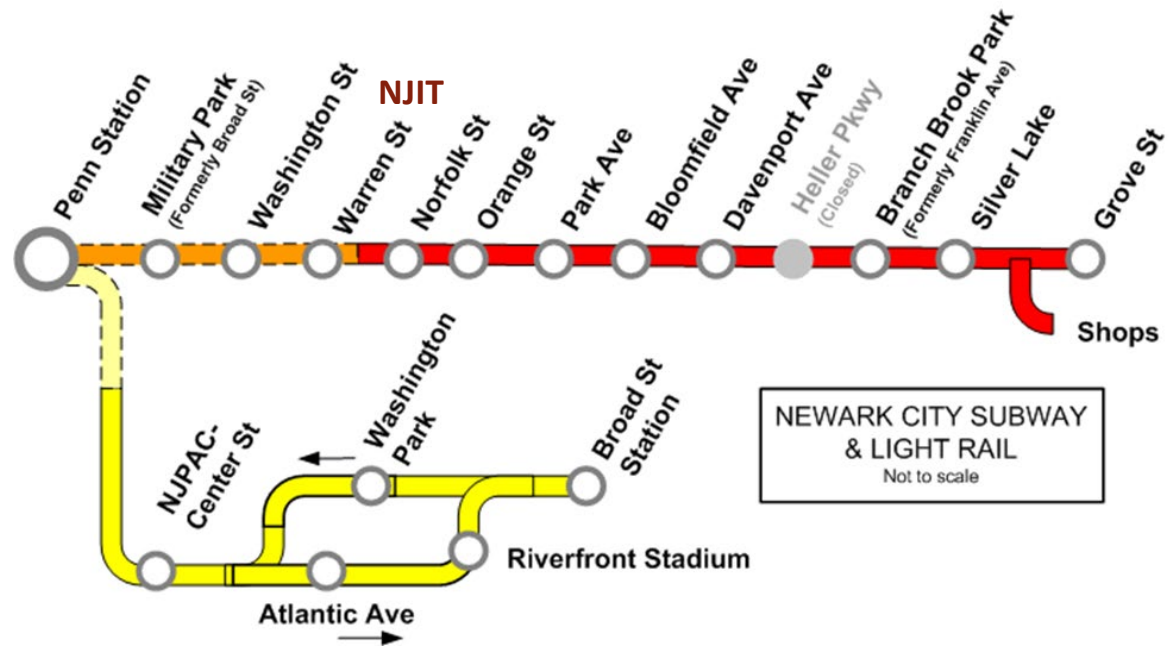 Penn Station
Military Park
(Formerly Broad St)
Washington St
NJIT
Warren St
Norfolk St
Orange St
Park Ave
Bloomfield Ave
Davenport Ave
Heller Pkwy
(Closed)
Branch Brook Park
(Formerly Franklin Ave)
Silver Lake
Grove St
Shops
NJPAC-
Center St
Washington
Park
Broad St
Station
Riverfront Stadium
Atlantic Ave
NEWARK CITY SUBWAY
& LIGHT RAIL
Not to scale